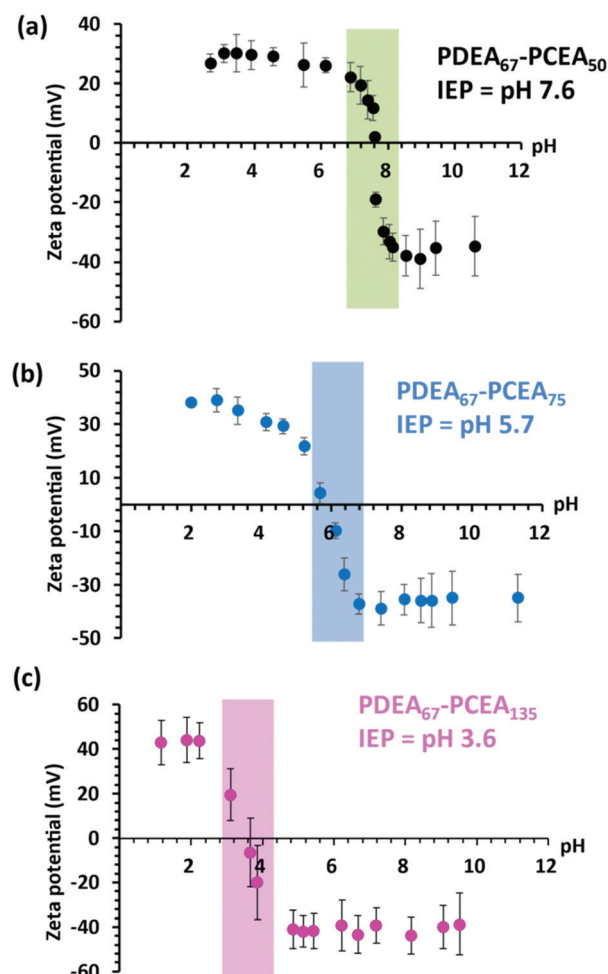 (a)
PDEA₆₇-PCEA₅₀
IEP = pH 7.6
Zeta potential (mV)
60
40
20
0
-20
-40
-60
2 4 6 8 10 12
pH
(b)
PDEA₆₇-PCEA₇₅
IEP = pH 5.7
Zeta potential (mV)
50
30
10
-10
-30
-50
2 4 6 8 10 12
pH
(c)
PDEA₆₇-PCEA₁₃₅
IEP = pH 3.6
Zeta potential (mV)
60
40
20
0
-20
-40
-60
2 4 6 8 10 12
pH